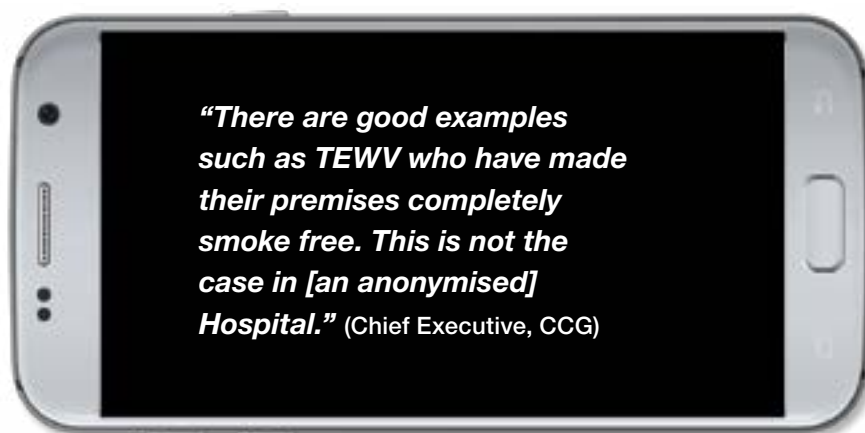 “There are good examples
such as TEWV who have made
their premises completely
smoke free. This is not the
case in [an anonymised]
Hospital.” (Chief Executive, CCG)